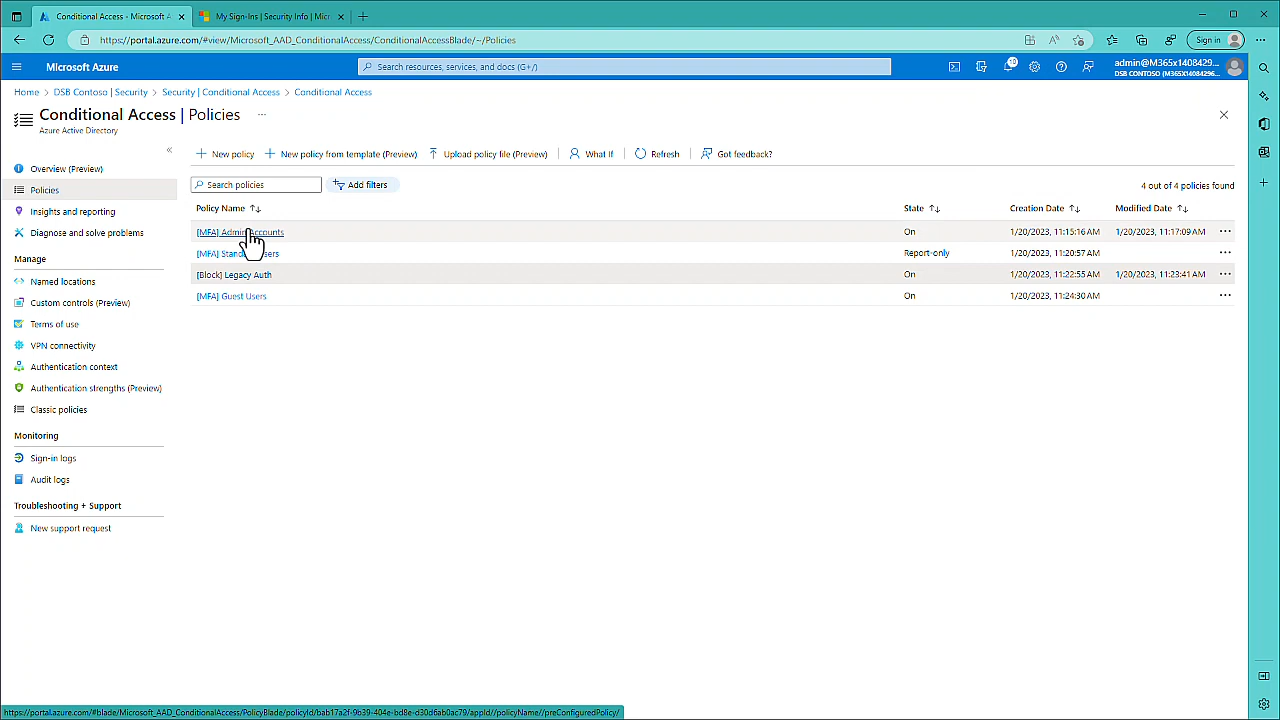 Conditional Access - Microsoft A
My Sign-Ins | Security Info | Micr
https://portal.azure.com/#view/Microsoft_AAD_ConditionalAccess/ConditionalAccessBlade/~/Policies
Sign in
Microsoft Azure
Search resources, services, and docs (G+/)
10
admin@M365x1408429...
DSB CONTOSO (M365X14084296...
Home > DSB Contoso | Security > Security | Conditional Access > Conditional Access
Conditional Access | Policies ...
Azure Active Directory
Overview (Preview)
Policies
Insights and reporting
Diagnose and solve problems
Manage
Named locations
Custom controls (Preview)
Terms of use
VPN connectivity
Authentication context
Authentication strengths (Preview)
Classic policies
Monitoring
Sign-in logs
Audit logs
Troubleshooting + Support
New support request
New policy New policy from template (Preview) Upload policy file (Preview) What If Refresh Got feedback?
Search policies Add filters 4 out of 4 policies found
Policy Name State Creation Date Modified Date
[MFA] Admin Accounts On 1/20/2023, 11:15:16 AM 1/20/2023, 11:17:09 AM
[MFA] Report-only 1/20/2023, 11:20:57 AM
[Block] Legacy Auth On 1/20/2023, 11:22:55 AM 1/20/2023, 11:23:41 AM
[MFA] Guest Users On 1/20/2023, 11:24:30 AM
https://portal.azure.com/#blade/Microsoft_AAD_ConditionalAccess/PolicyBlade/policyId/bab17a2f-9b39-404e-bd8e-d30d6ab0ac79/appId//policyName//preConfiguredPolicy/